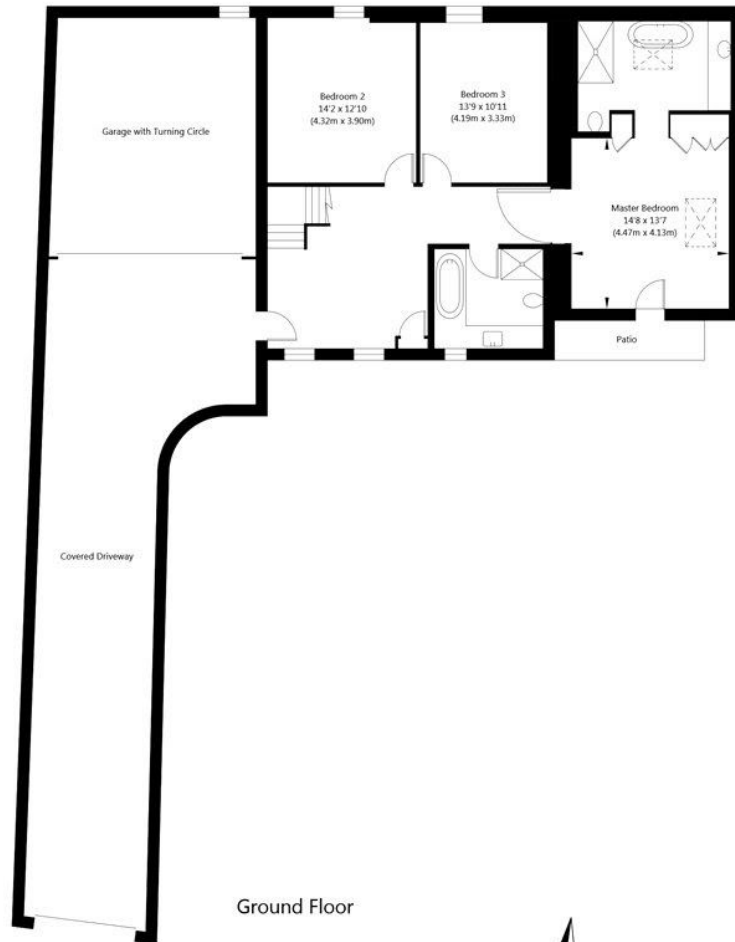 Garage with Turning Circle
Bedroom 2
14'2 x 12'10
(4.32m x 3.90m)
Bedroom 3
13'9 x 10'11
(4.19m x 3.33m)
Master Bedroom
14'8 x 13'7
(4.47m x 4.13m)
Patio
Covered Driveway
Ground Floor